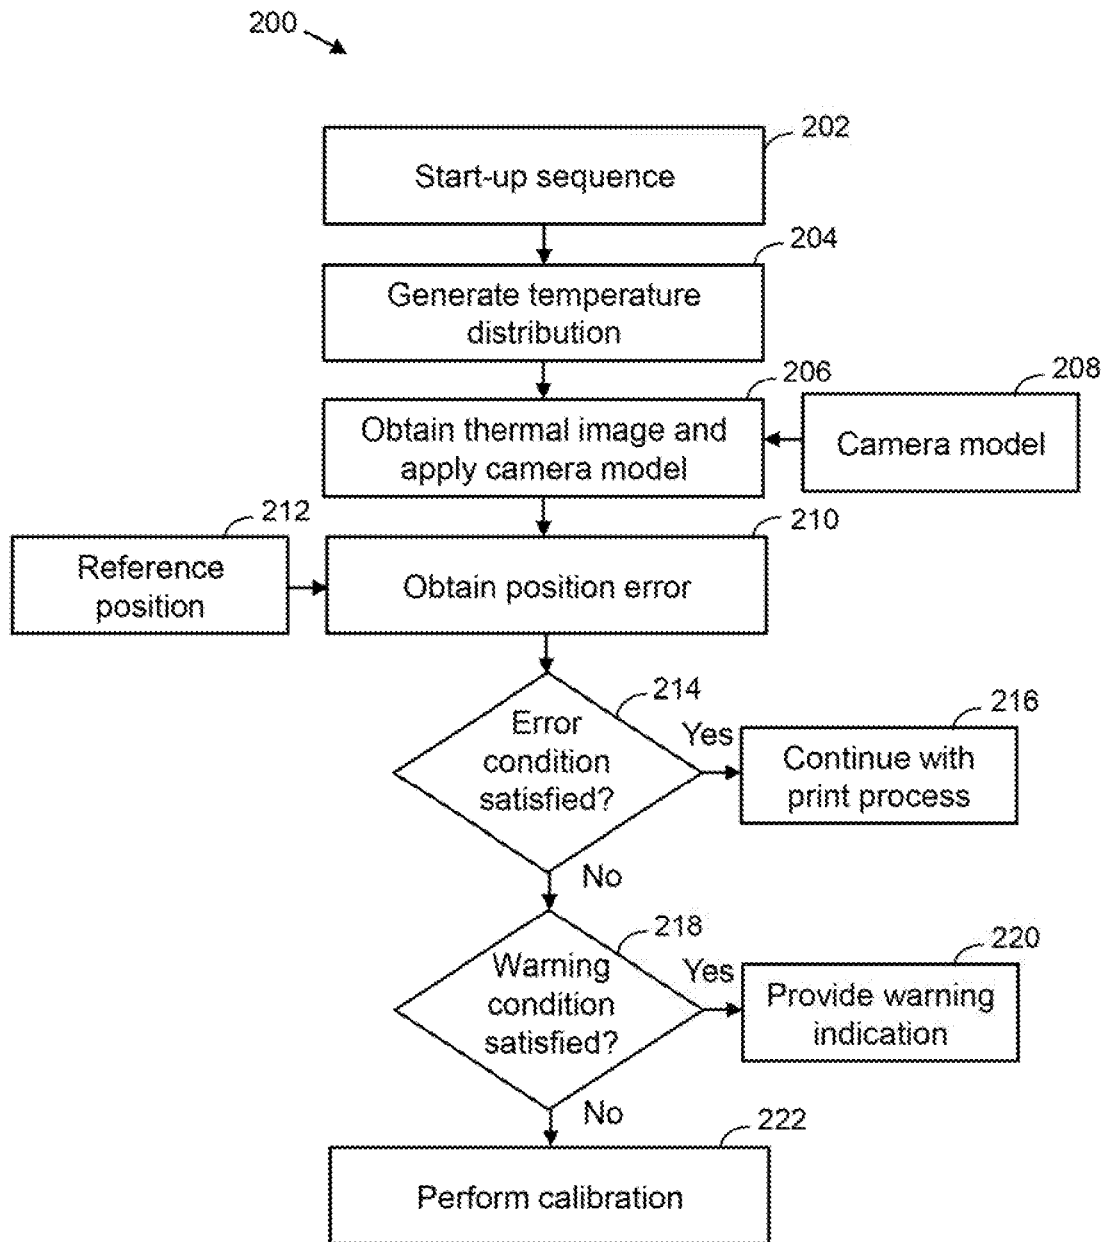 200
202
Start-up sequence
204
Generate temperature
distribution
206
208
Obtain thermal image and
apply camera model
Camera model
212
210
Reference
position
Obtain position error
214
216
Error
condition
satisfied?
Yes
Continue with
print process
No
218
220
Warning
condition
satisfied?
Yes
Provide warning
indication
No
222
Perform calibration